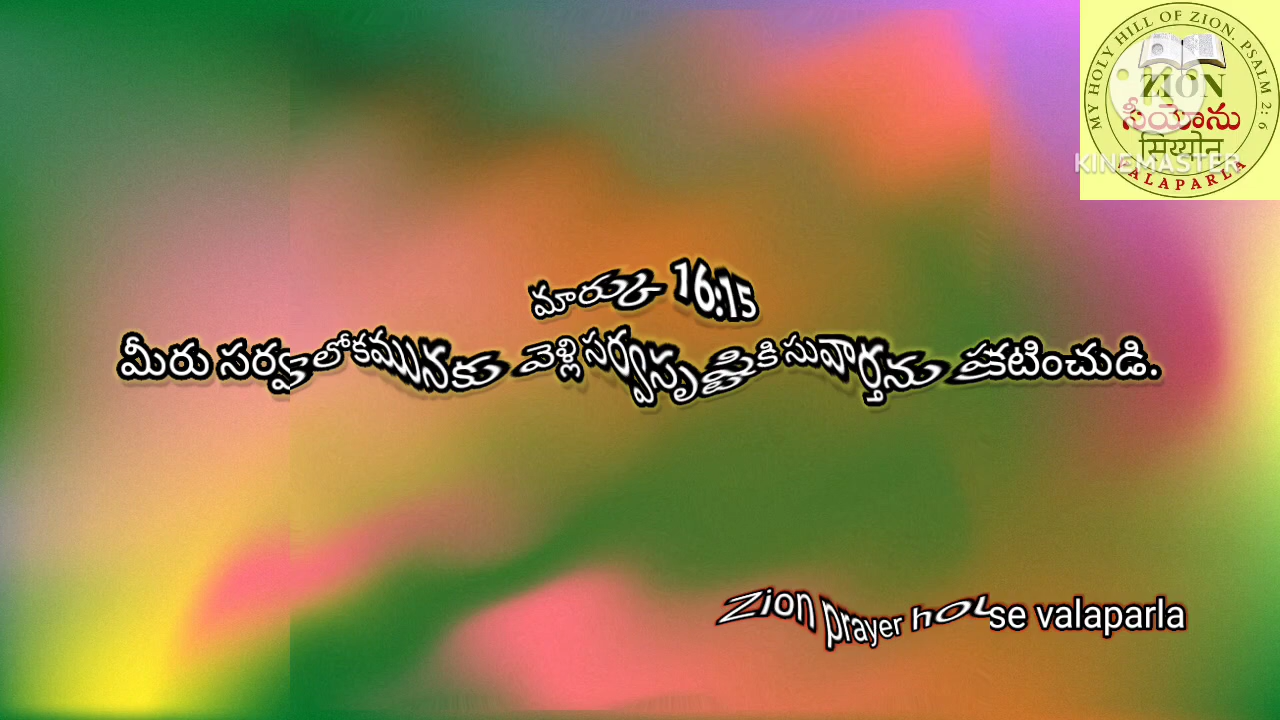 MY HOLY HILL OF ZION. PSALM 2: 6
ZION
సీయోను
सिय्योन
KINEMASTER
VALAPARLA
మార్కు 16:15
మీరు సర్వలోకమునకు వెళ్లి సర్వసృష్టికి సువార్తను ప్రకటించుడి.
Zion prayer house valaparla